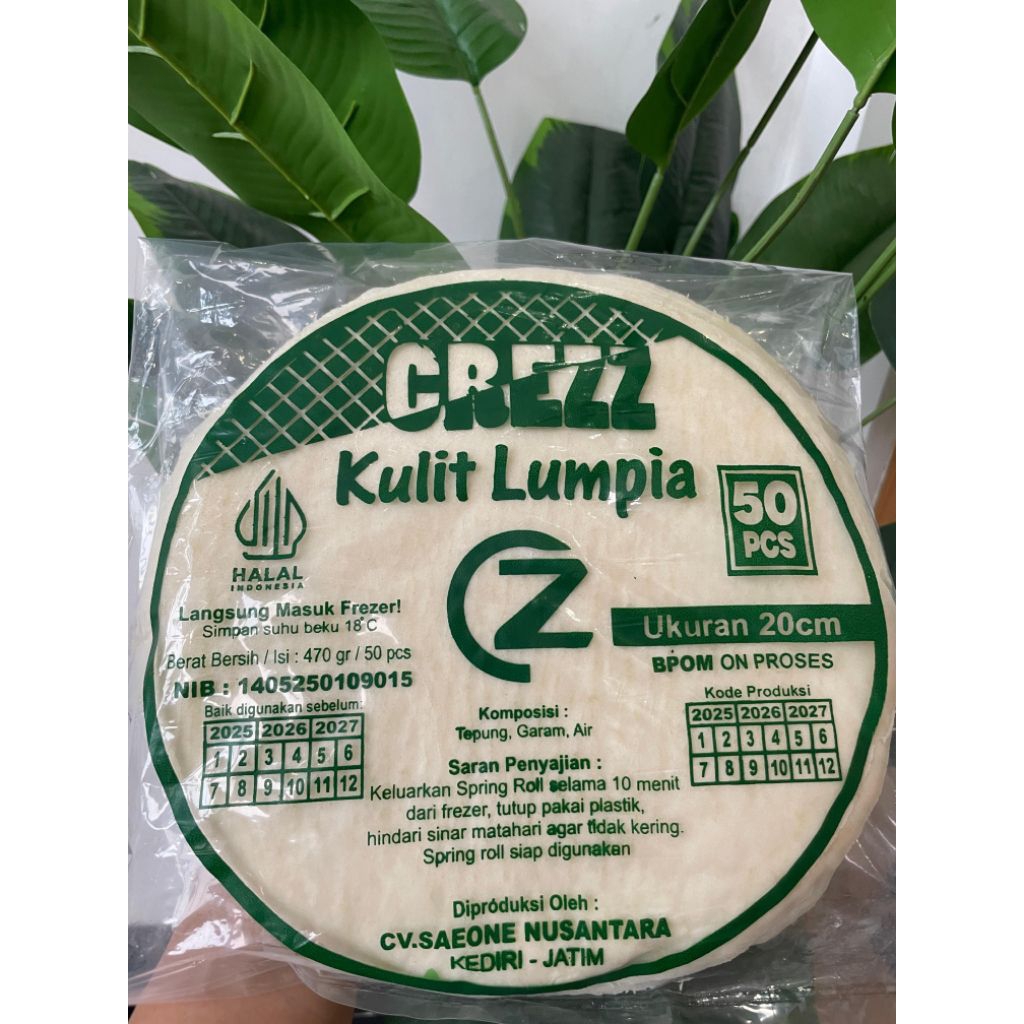 CREZZ
Kulit Lumpia
50
PCS
HALAL
INDONESIA
Langsung Masuk Frezer!
Simpan suhu beku 18°C
Berat Bersih / Isi : 470 gr / 50 pcs
NIB : 1405250109015
Baik digunakan sebelum:
2025 2026 2027
1 2 3 4 5 6
7 8 9 10 11 12
CZ
Ukuran 20cm
BPOM ON PROSES
Kode Produksi
2025 2026 2027
1 2 3 4 5 6
7 8 9 10 11 12
Komposisi :
Tepung, Garam, Air
Saran Penyajian :
Keluarkan Spring Roll selama 10 menit
dari frezer, tutup pakai plastik,
hindari sinar matahari agar tidak kering.
Spring roll siap digunakan
Diproduksi Oleh :
CV.SAEONE NUSANTARA
KEDIRI - JATIM